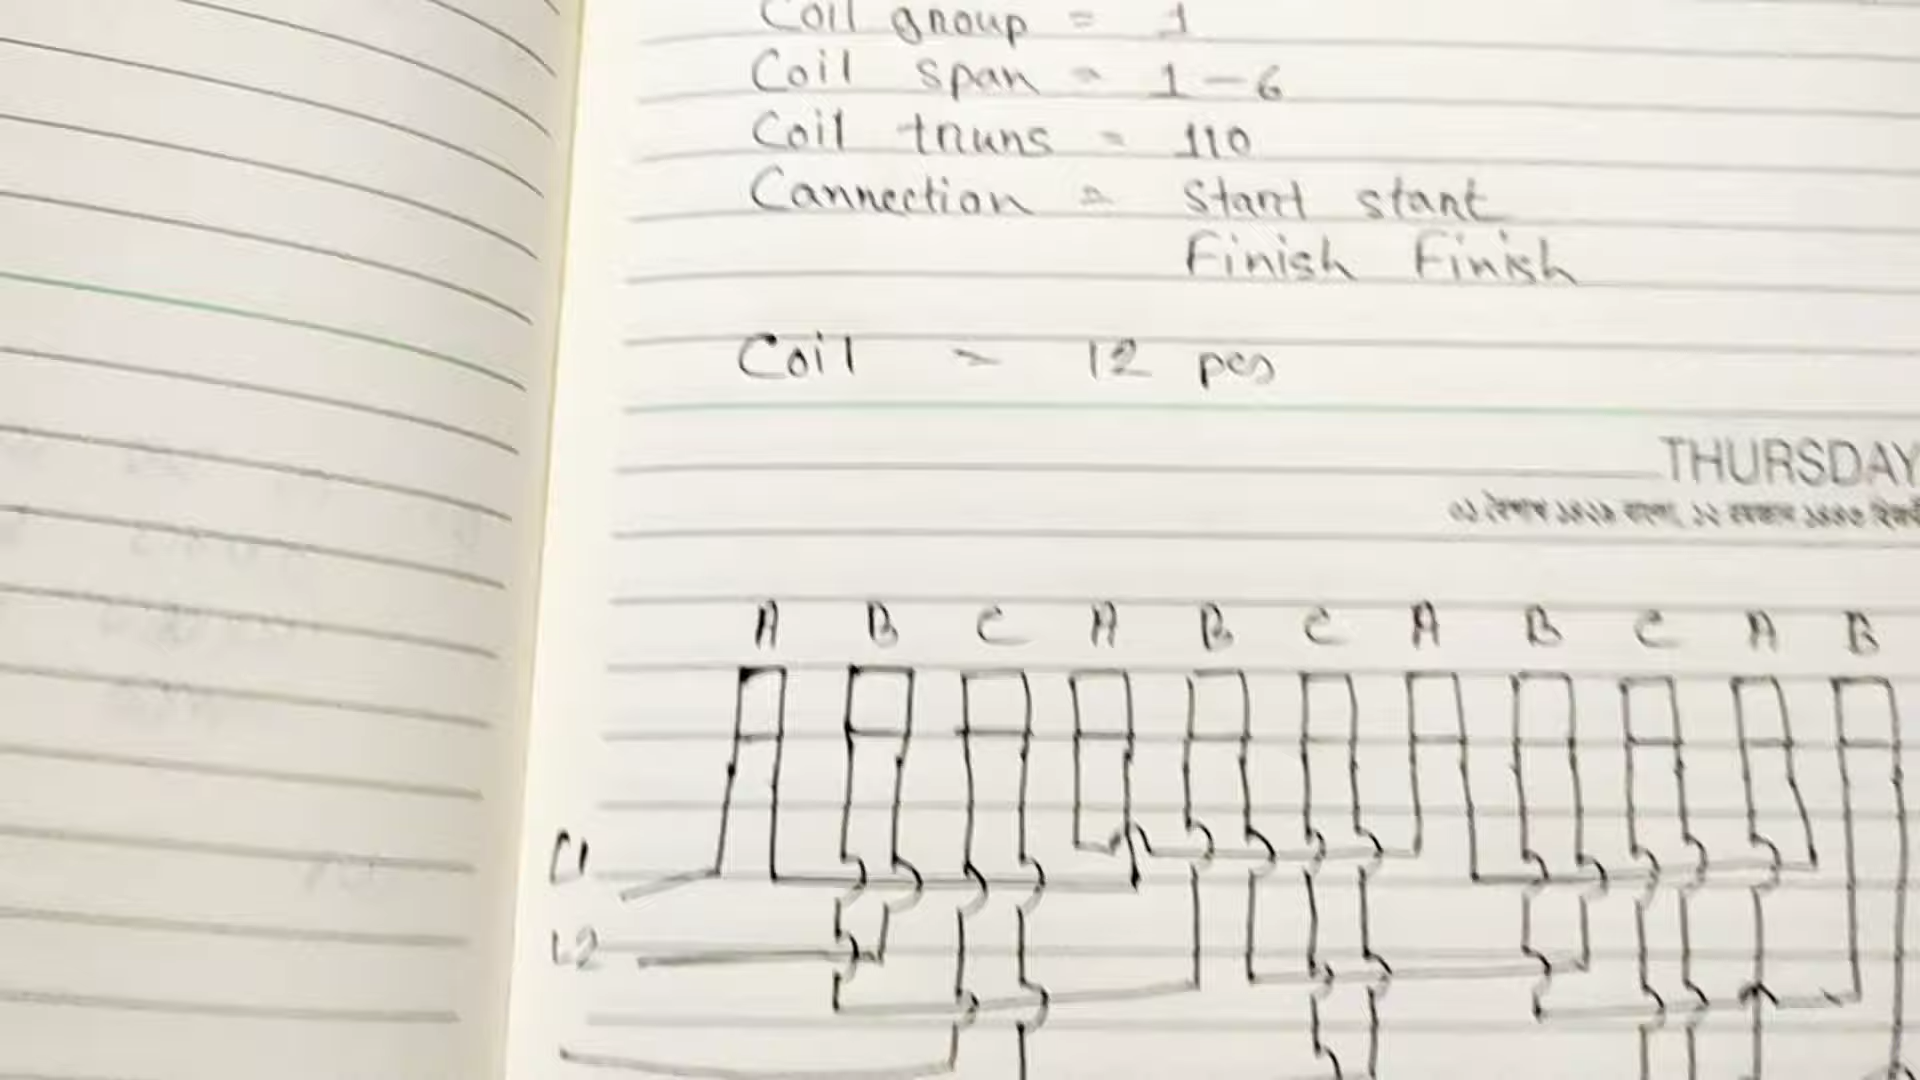 Coil group = 1
Coil span = 1-6
Coil truns = 110
Cannection = Start start
Finish Finish
Coil = 12 pcs
THURSDAY
A B C A B C A B C A B
L2